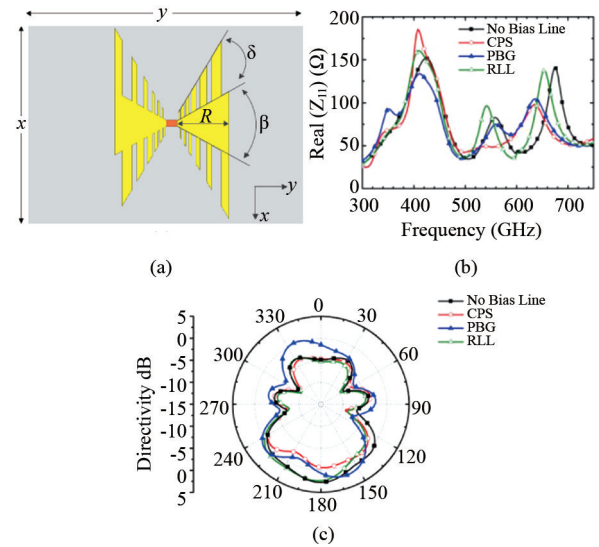 y
x
δ
R
β
y
x
(a)
200
150
100
50
0
Real (Z11) (Ω)
No Bias Line
CPS
PBG
RLL
300 400 500 600 700
Frequency (GHz)
(b)
No Bias Line
CPS
PBG
RLL
Directivity dB
5
0
-5
-10
-15
-10
-5
0
5
0
30
60
90
120
150
180
210
240
270
300
330
(c)